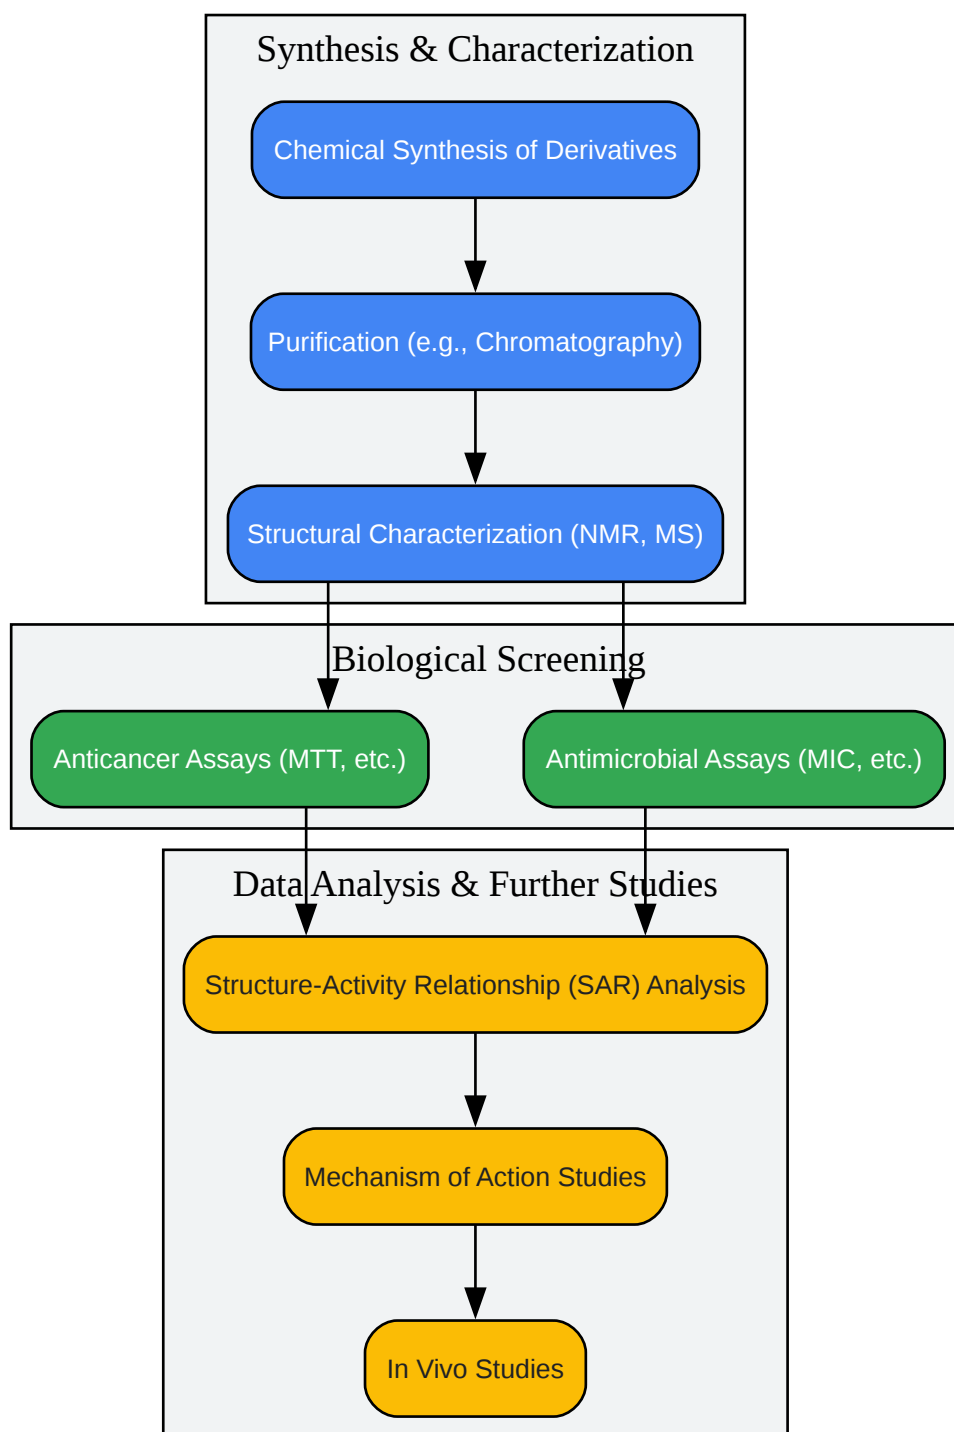 Synthesis & Characterization
Chemical Synthesis of Derivatives
Purification (e.g., Chromatography)
Structural Characterization (NMR, MS)
Biological Screening
Anticancer Assays (MTT, etc.)
Antimicrobial Assays (MIC, etc.)
Data Analysis & Further Studies
Structure-Activity Relationship (SAR) Analysis
Mechanism of Action Studies
In Vivo Studies